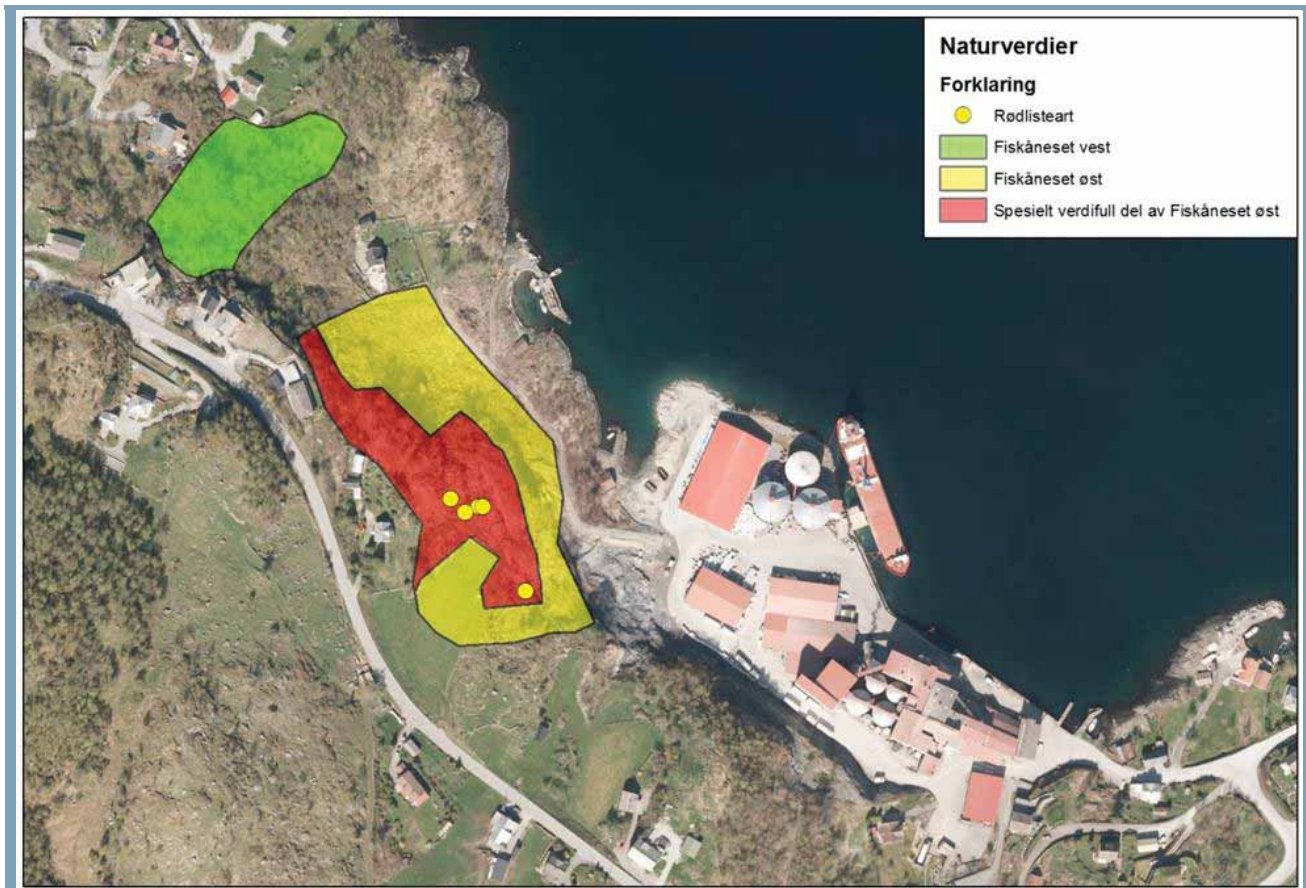 Naturverdier
Forklaring
Rødlisteart
Fiskåneset vest
Fiskåneset øst
Spesielt verdifull del av Fiskåneset øst